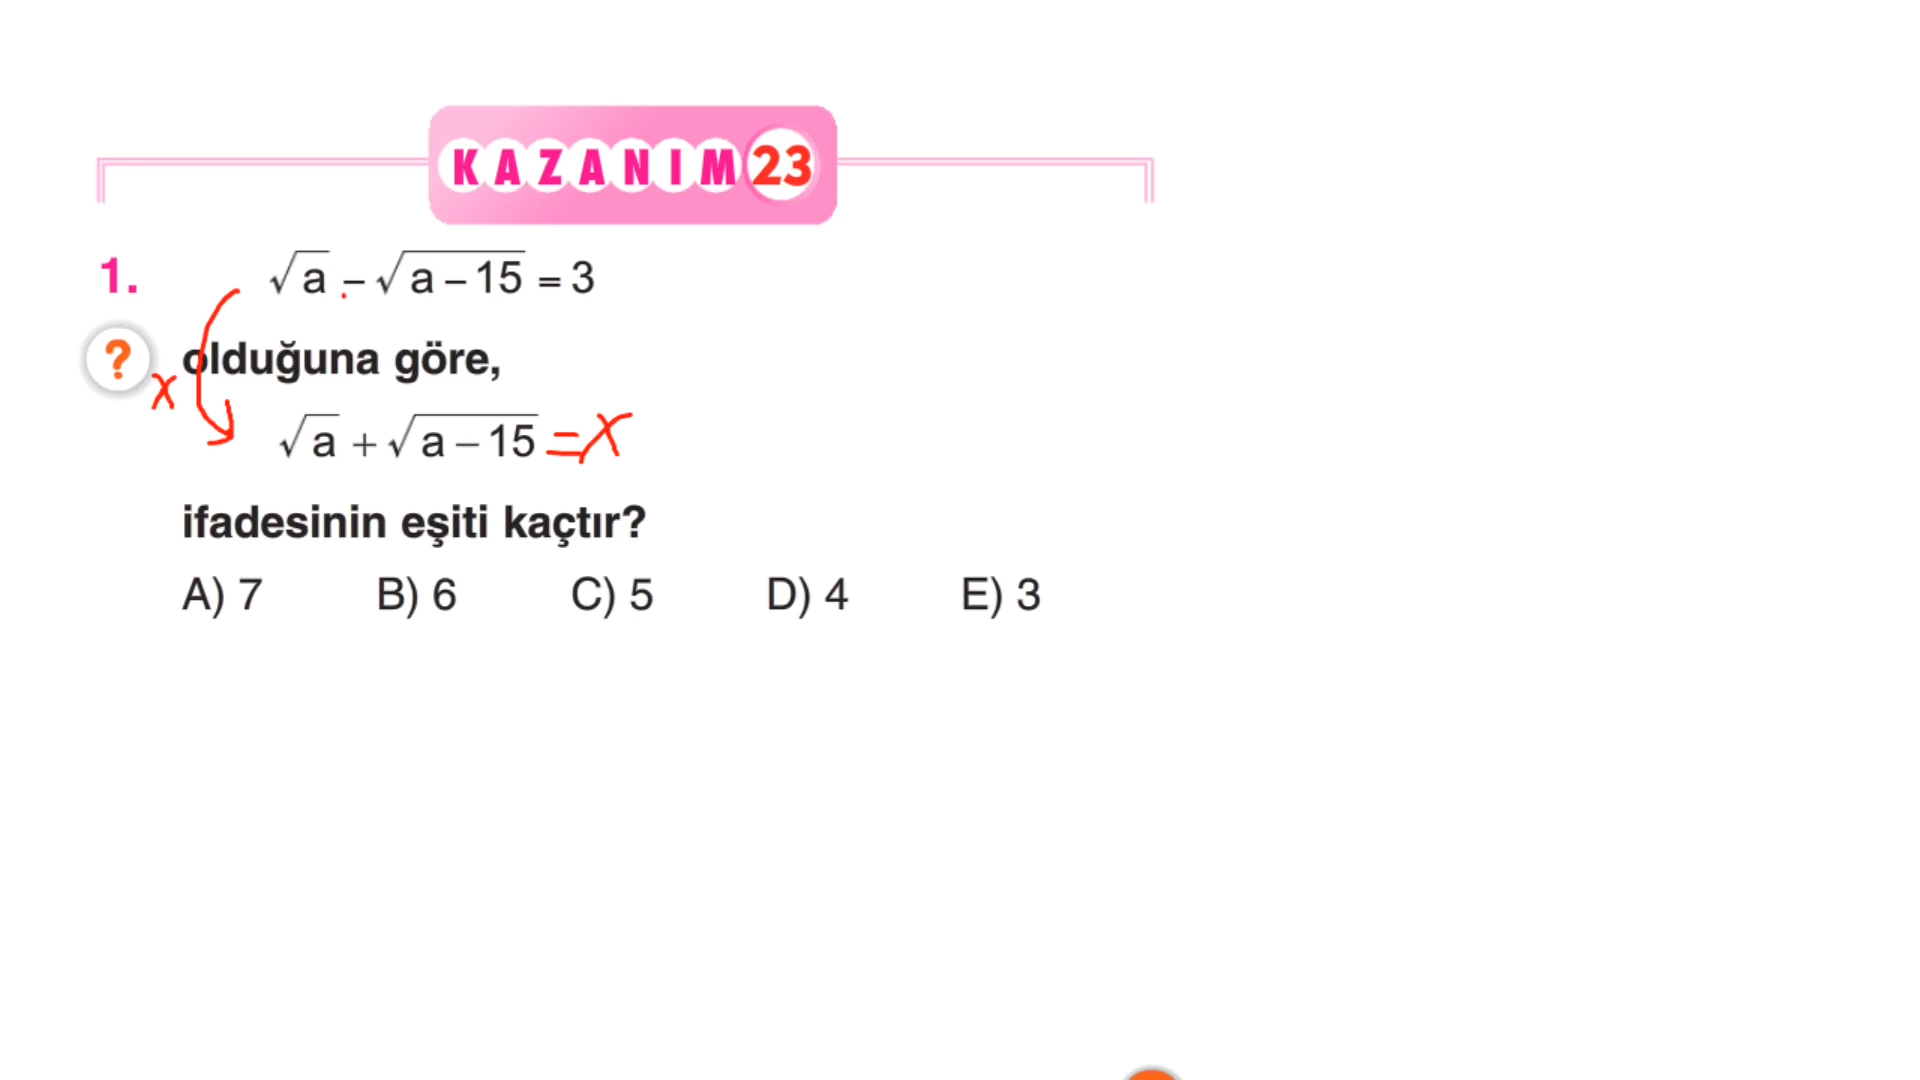 KAZANIM 23
1. √a - √(a - 15) = 3
? olduğuna göre,
x
√a + √(a - 15) = x
ifadesinin eşiti kaçtır?
A) 7 B) 6 C) 5 D) 4 E) 3